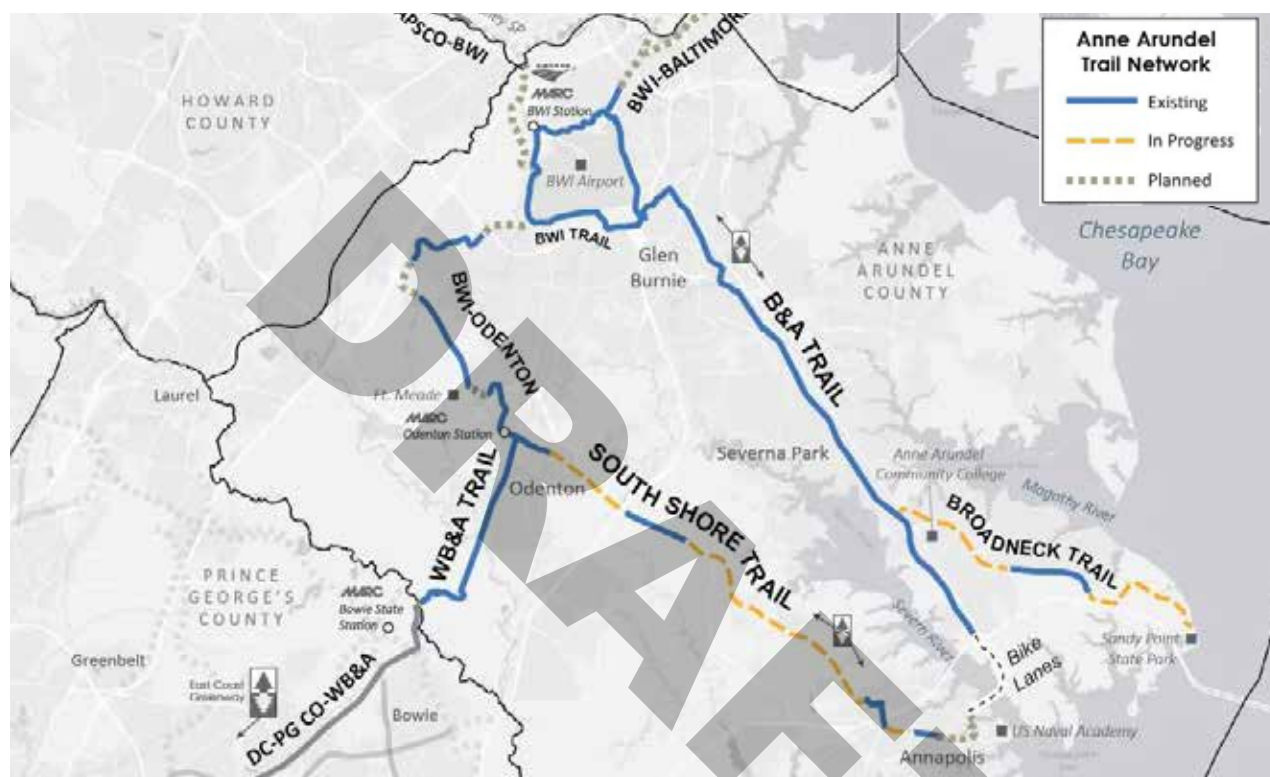 APSCO-BWI
BWI-BALTIMORE
Anne Arundel
Trail Network
Existing
In Progress
Planned
HOWARD
COUNTY
MARC
BWI Station
BWI Airport
BWI TRAIL
Glen
Burnie
Chesapeake
Bay
ANNE
ARUNDEL
COUNTY
BWI-ODENTON
B&A TRAIL
Laurel
Ft. Meade
MARC
Odenton Station
Odenton
WB&A TRAIL
SOUTH SHORE TRAIL
Severna Park
Anne Arundel
Community College
Magothy River
BROADNECK TRAIL
PRINCE
GEORGE'S
COUNTY
MARC
Bowie State
Station
Severn River
Sandy Point
State Park
Bike
Lanes
Greenbelt
East Coast
Greenway
DC-PG CO-WB&A
Bowie
US Naval Academy
Annapolis
DRAFT